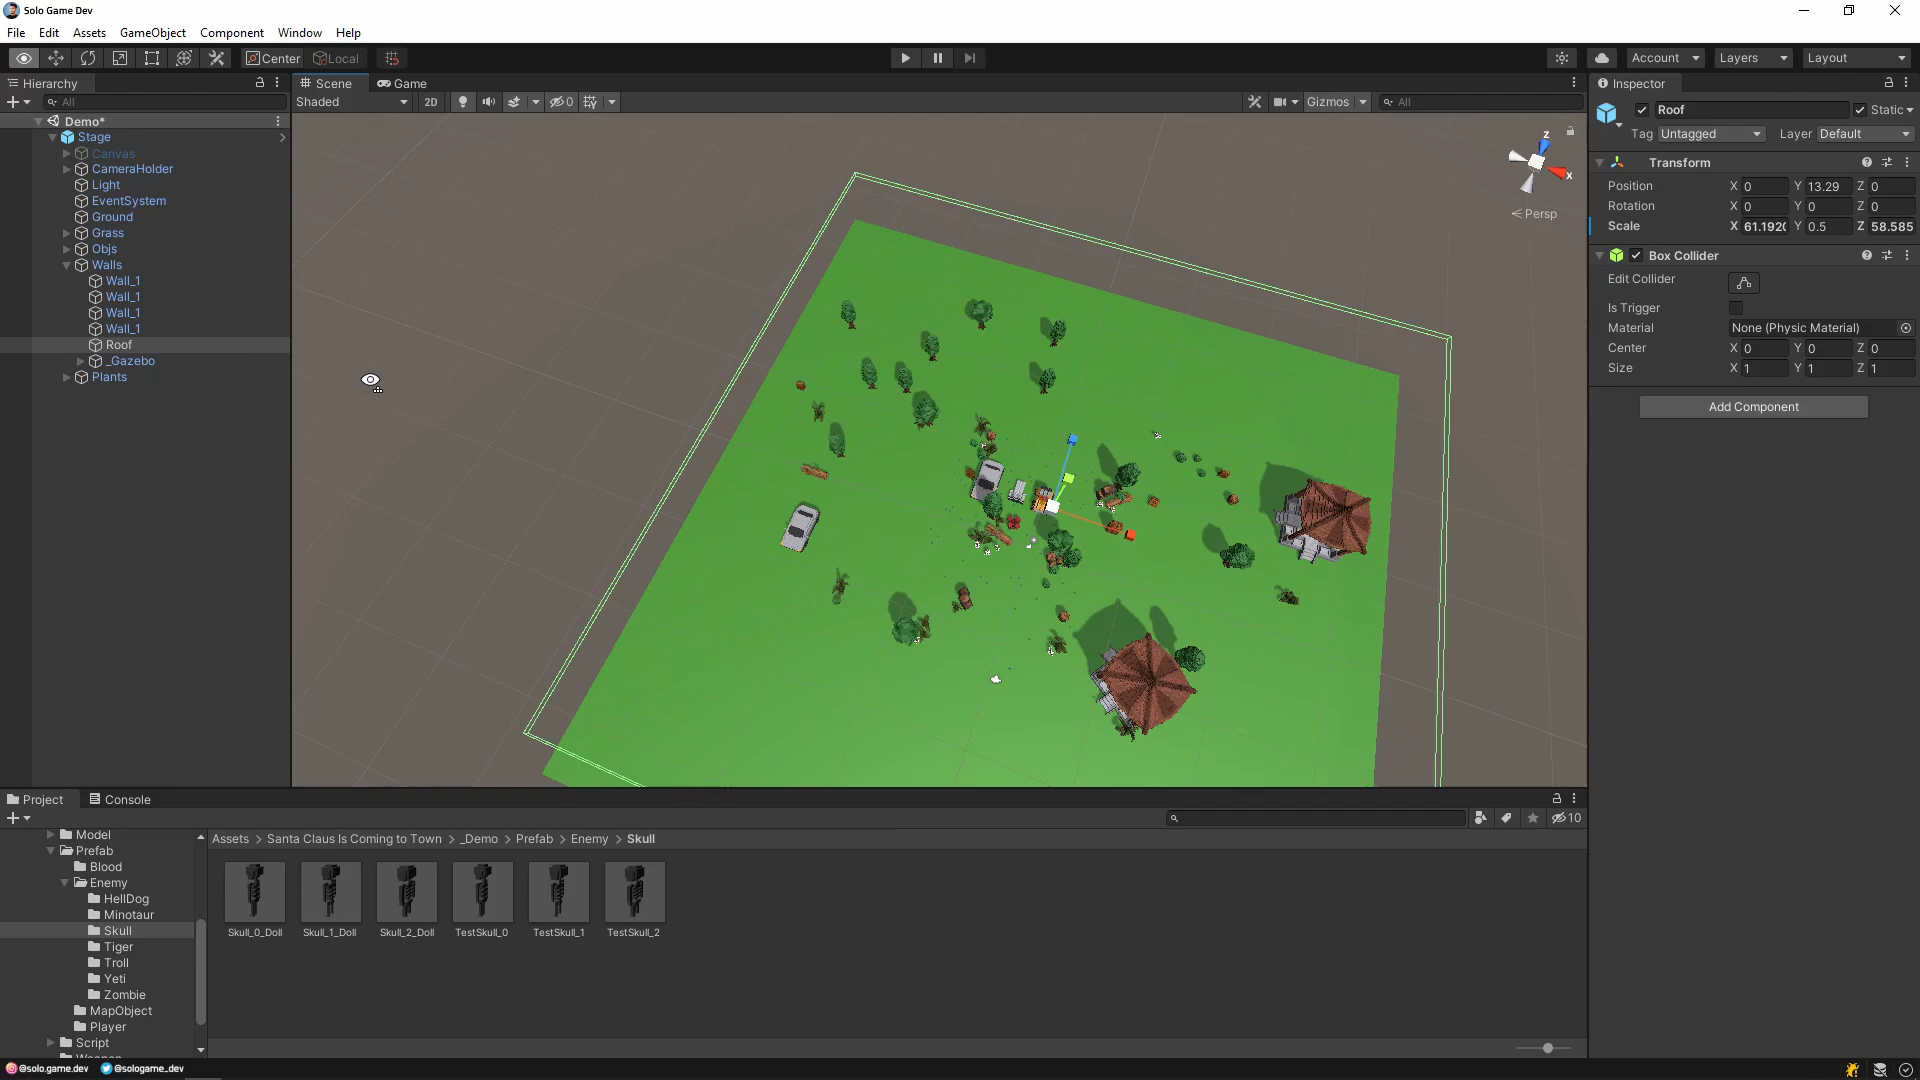 Solo Game Dev
File Edit Assets GameObject Component Window Help
Center Local
Account Layers Layout
Hierarchy
All
Demo*
Stage
Canvas
CameraHolder
Light
EventSystem
Ground
Grass
Objs
Walls
Wall_1
Wall_1
Wall_1
Wall_1
Roof
_Gazebo
Plants
Scene Game
Shaded 2D 0 Gizmos All
z
x
Persp
Inspector
Roof Static
Tag Untagged Layer Default
Transform
Position X 0 Y 13.29 Z 0
Rotation X 0 Y 0 Z 0
Scale X 61.192( Y 0.5 Z 58.585
Box Collider
Edit Collider
Is Trigger
Material None (Physic Material)
Center X 0 Y 0 Z 0
Size X 1 Y 1 Z 1
Add Component
Project Console
10
Model
Prefab
Blood
Enemy
HellDog
Minotaur
Skull
Tiger
Troll
Yeti
Zombie
MapObject
Player
Script
Assets > Santa Claus Is Coming to Town > _Demo > Prefab > Enemy > Skull
Skull_0_Doll Skull_1_Doll Skull_2_Doll TestSkull_0 TestSkull_1 TestSkull_2
@solo.game.dev @sologame_dev